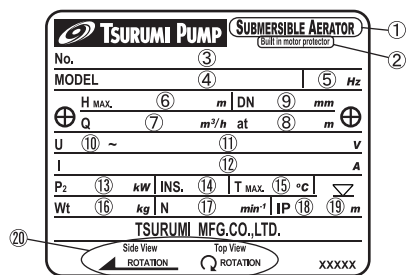 TSURUMI PUMP SUBMERSIBLE AERATOR ①
Built in motor protector ②
No. ③
MODEL ④ ⑤ Hz
H MAX. ⑥ m DN ⑨ mm
Q ⑦ m³/h at ⑧ m
U ⑩ ~ ⑪ V
I ⑫ A
P2 ⑬ kW INS. ⑭ T MAX. ⑮ °C
Wt ⑯ kg N ⑰ min⁻¹ IP ⑱ ⑲ m
TSURUMI MFG.CO.,LTD.
⑳ Side View Top View
ROTATION ROTATION XXXXX